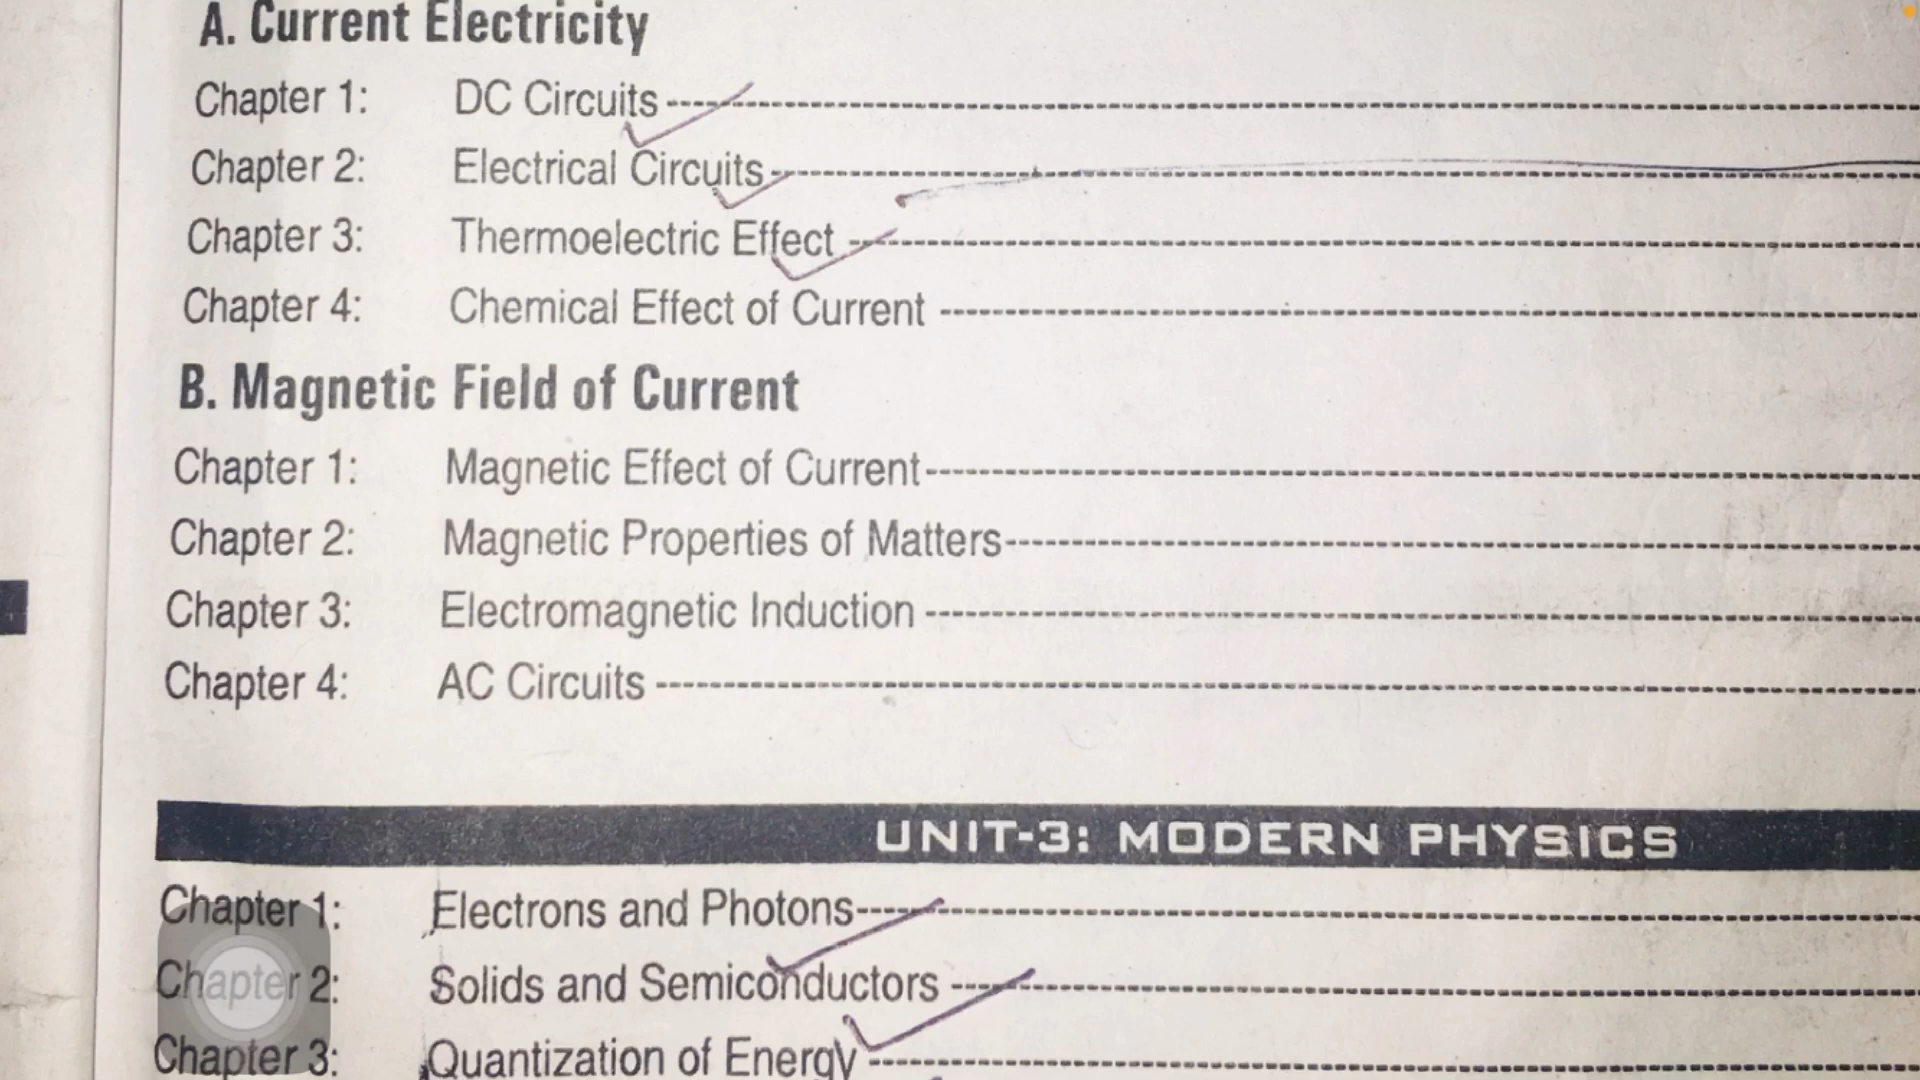 A. Current Electricity
Chapter 1: DC Circuits
Chapter 2: Electrical Circuits
Chapter 3: Thermoelectric Effect
Chapter 4: Chemical Effect of Current
B. Magnetic Field of Current
Chapter 1: Magnetic Effect of Current
Chapter 2: Magnetic Properties of Matters
Chapter 3: Electromagnetic Induction
Chapter 4: AC Circuits
UNIT-3: MODERN PHYSICS
Chapter 1: Electrons and Photons
Chapter 2: Solids and Semiconductors
Chapter 3: Quantization of Energy